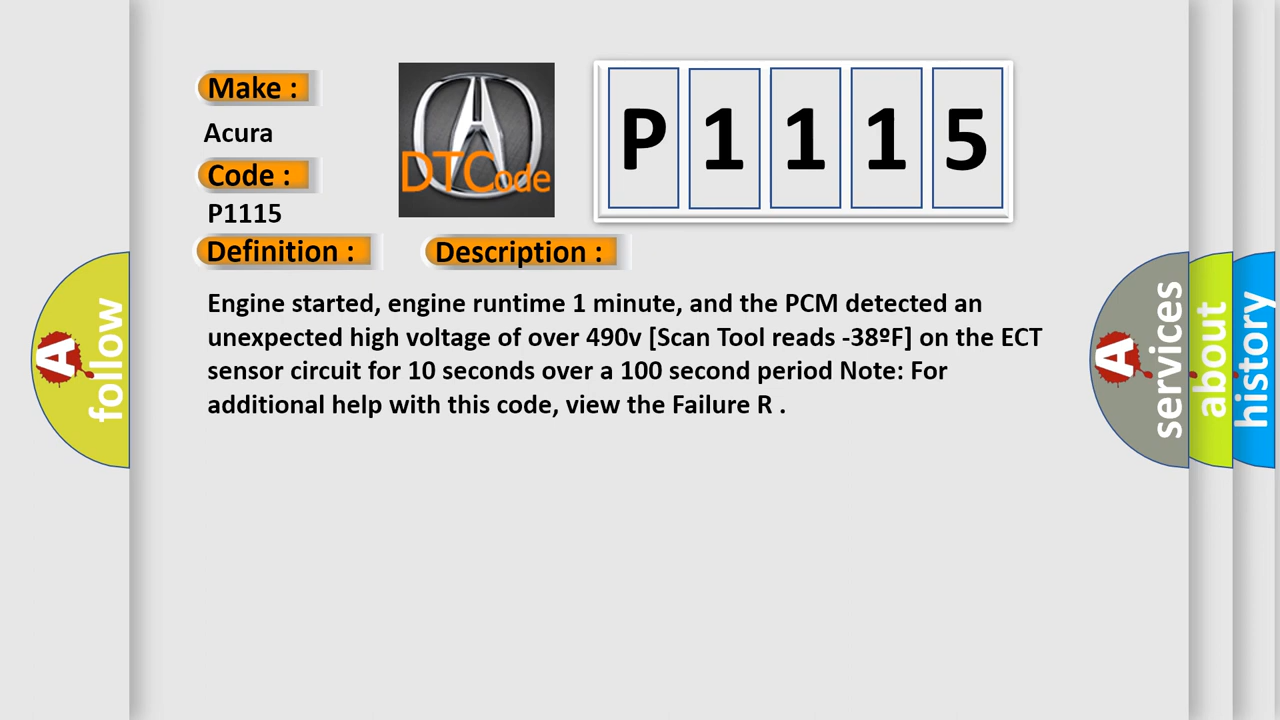 Make :
Acura
Code :
P1115
Definition :
Description :
DTCode
P 1 1 1 5
Engine started, engine runtime 1 minute, and the PCM detected an
unexpected high voltage of over 490v [Scan Tool reads -38ºF] on the ECT
sensor circuit for 10 seconds over a 100 second period Note: For
additional help with this code, view the Failure R .
A
follow
A
services
about
history